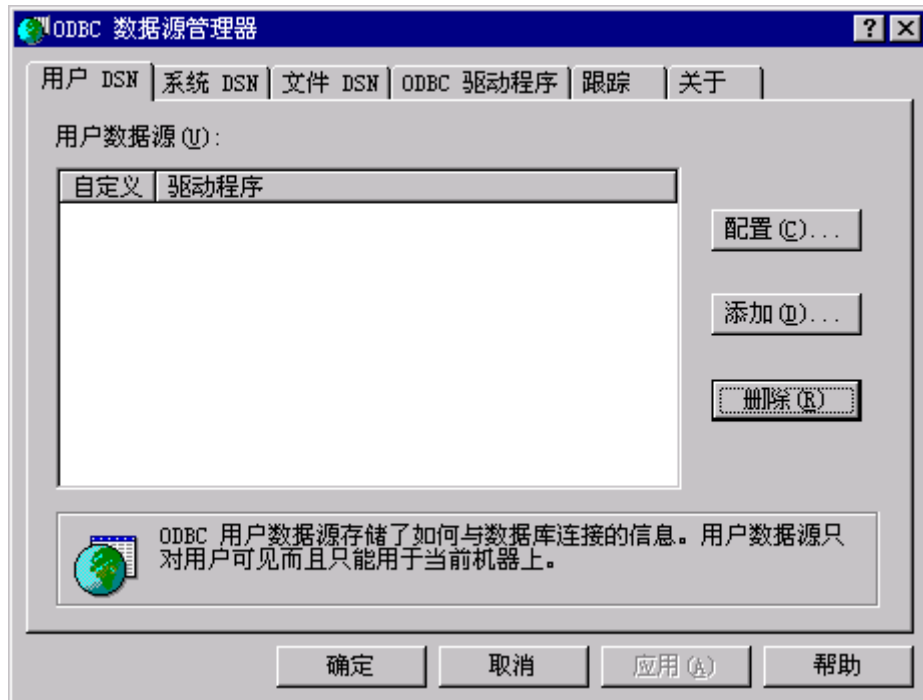 ODBC 数据源管理器
用户 DSN 系统 DSN 文件 DSN ODBC 驱动程序 跟踪 关于
用户数据源(U):
自定义 驱动程序
配置(C)...
添加(D)...
删除(R)
ODBC 用户数据源存储了如何与数据库连接的信息。用户数据源只
对用户可见而且只能用于当前机器上。
确定 取消 应用(A) 帮助